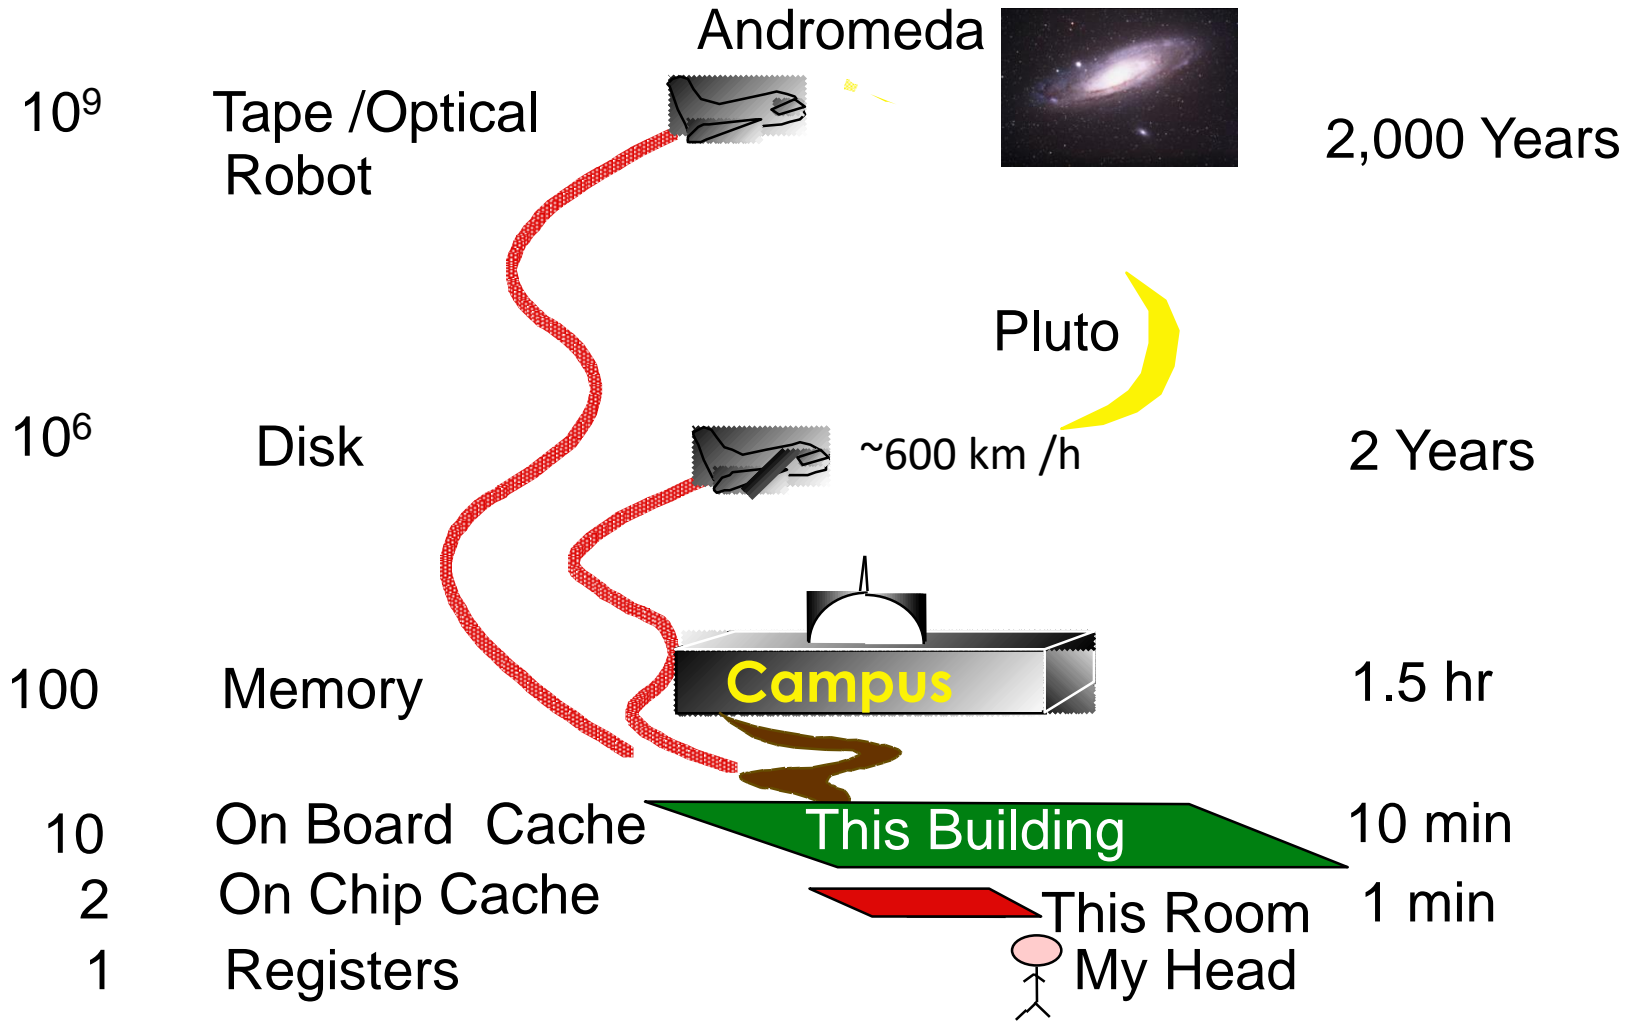 Andromeda
10⁹ Tape /Optical
Robot
2,000 Years
Pluto
10⁶ Disk ~600 km /h 2 Years
100 Memory Campus 1.5 hr
10 On Board Cache This Building 10 min
2 On Chip Cache This Room 1 min
1 Registers My Head